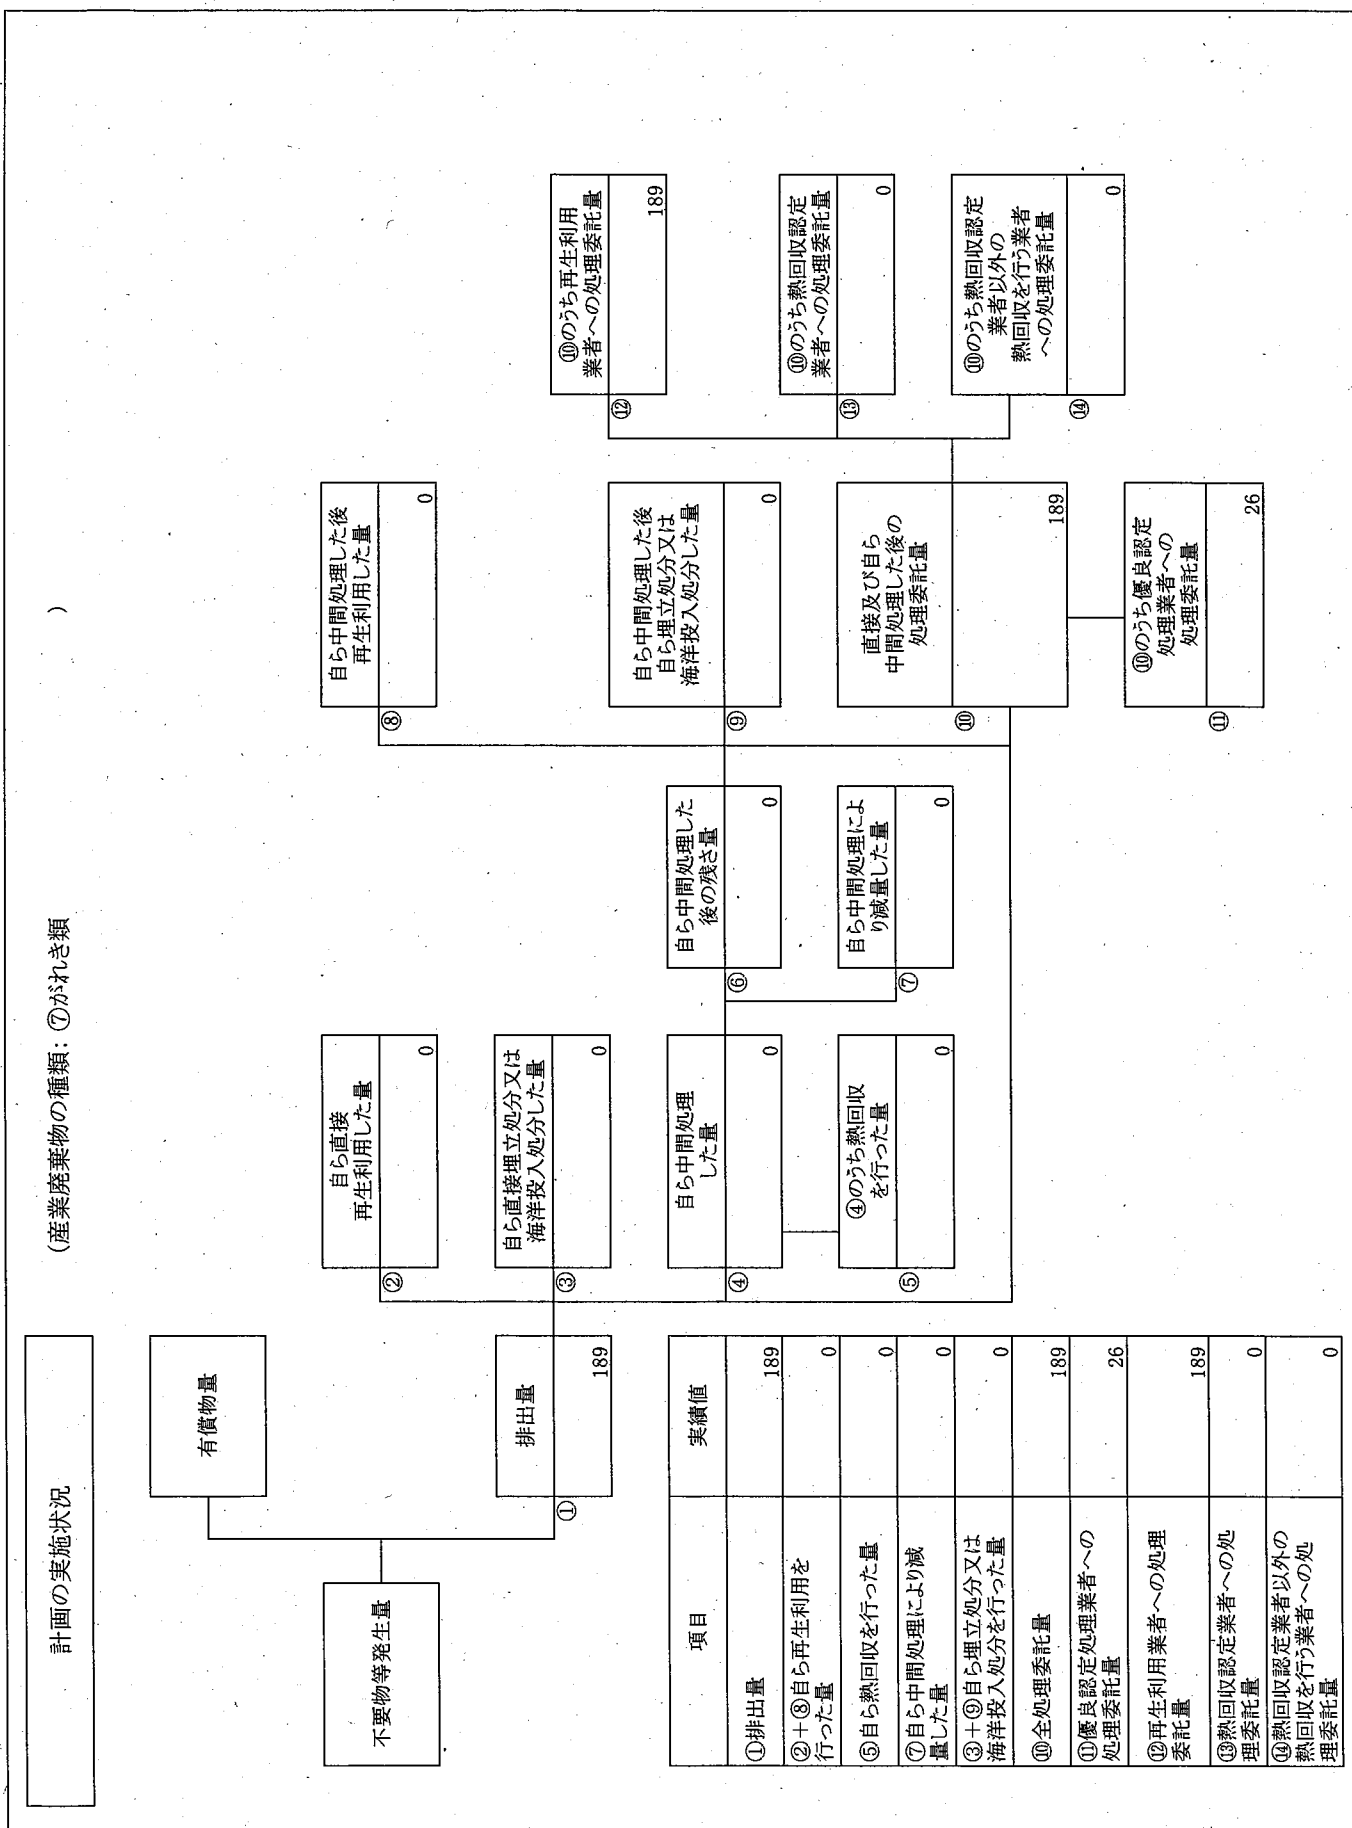 計画の実施状況
(産業廃棄物の種類：⑦がれき類
)
不要物等発生量
有償物量
①
排出量
189
②
自ら直接
再生利用した量
0
③
自ら直接埋立処分又は
海洋投入処分した量
0
④
自ら中間処理
した量
0
⑤
④のうち熱回収
を行った量
0
⑥
自ら中間処理した
後の残さ量
0
⑦
自ら中間処理によ
り減量した量
0
⑧
自ら中間処理した後
再生利用した量
0
⑨
自ら中間処理した後
自ら埋立処分又は
海洋投入処分した量
0
⑩
直接及び自ら
中間処理した後の
処理委託量
189
⑪
⑩のうち優良認定
処理業者への
処理委託量
26
⑫
⑩のうち再生利用
業者への処理委託量
189
⑬
⑩のうち熱回収認定
業者への処理委託量
0
⑭
⑩のうち熱回収認定
業者以外の
熱回収を行う業者
への処理委託量
0
項目
実績値
①排出量
189
②＋⑧自ら再生利用を
行った量
0
⑤自ら熱回収を行った量
0
⑦自ら中間処理により減
量した量
0
③＋⑨自ら埋立処分又は
海洋投入処分を行った量
0
⑩全処理委託量
189
⑪優良認定処理業者への
処理委託量
26
⑫再生利用業者への処理
委託量
189
⑬熱回収認定業者への処
理委託量
0
⑭熱回収認定業者以外の
熱回収を行う業者への処
理委託量
0